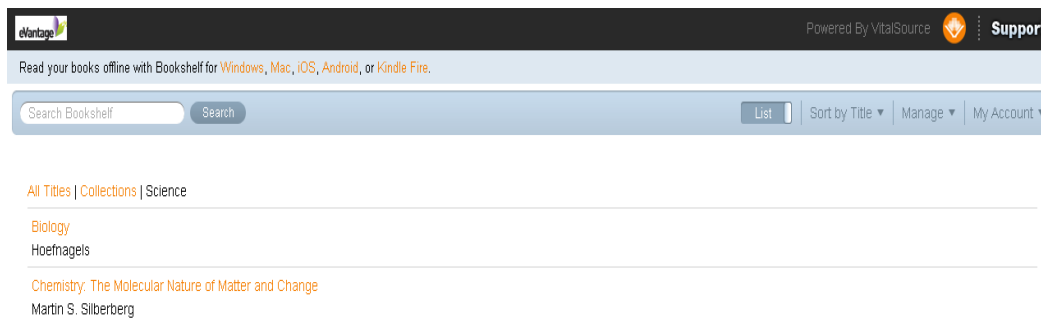 eVantage
Powered By VitalSource
Support
Read your books offline with Bookshelf for Windows, Mac, iOS, Android, or Kindle Fire.
Search Bookshelf Search List Sort by Title ▼ Manage ▼ My Account ▼
All Titles | Collections | Science
Biology
Hoefnagels
Chemistry: The Molecular Nature of Matter and Change
Martin S. Silberberg